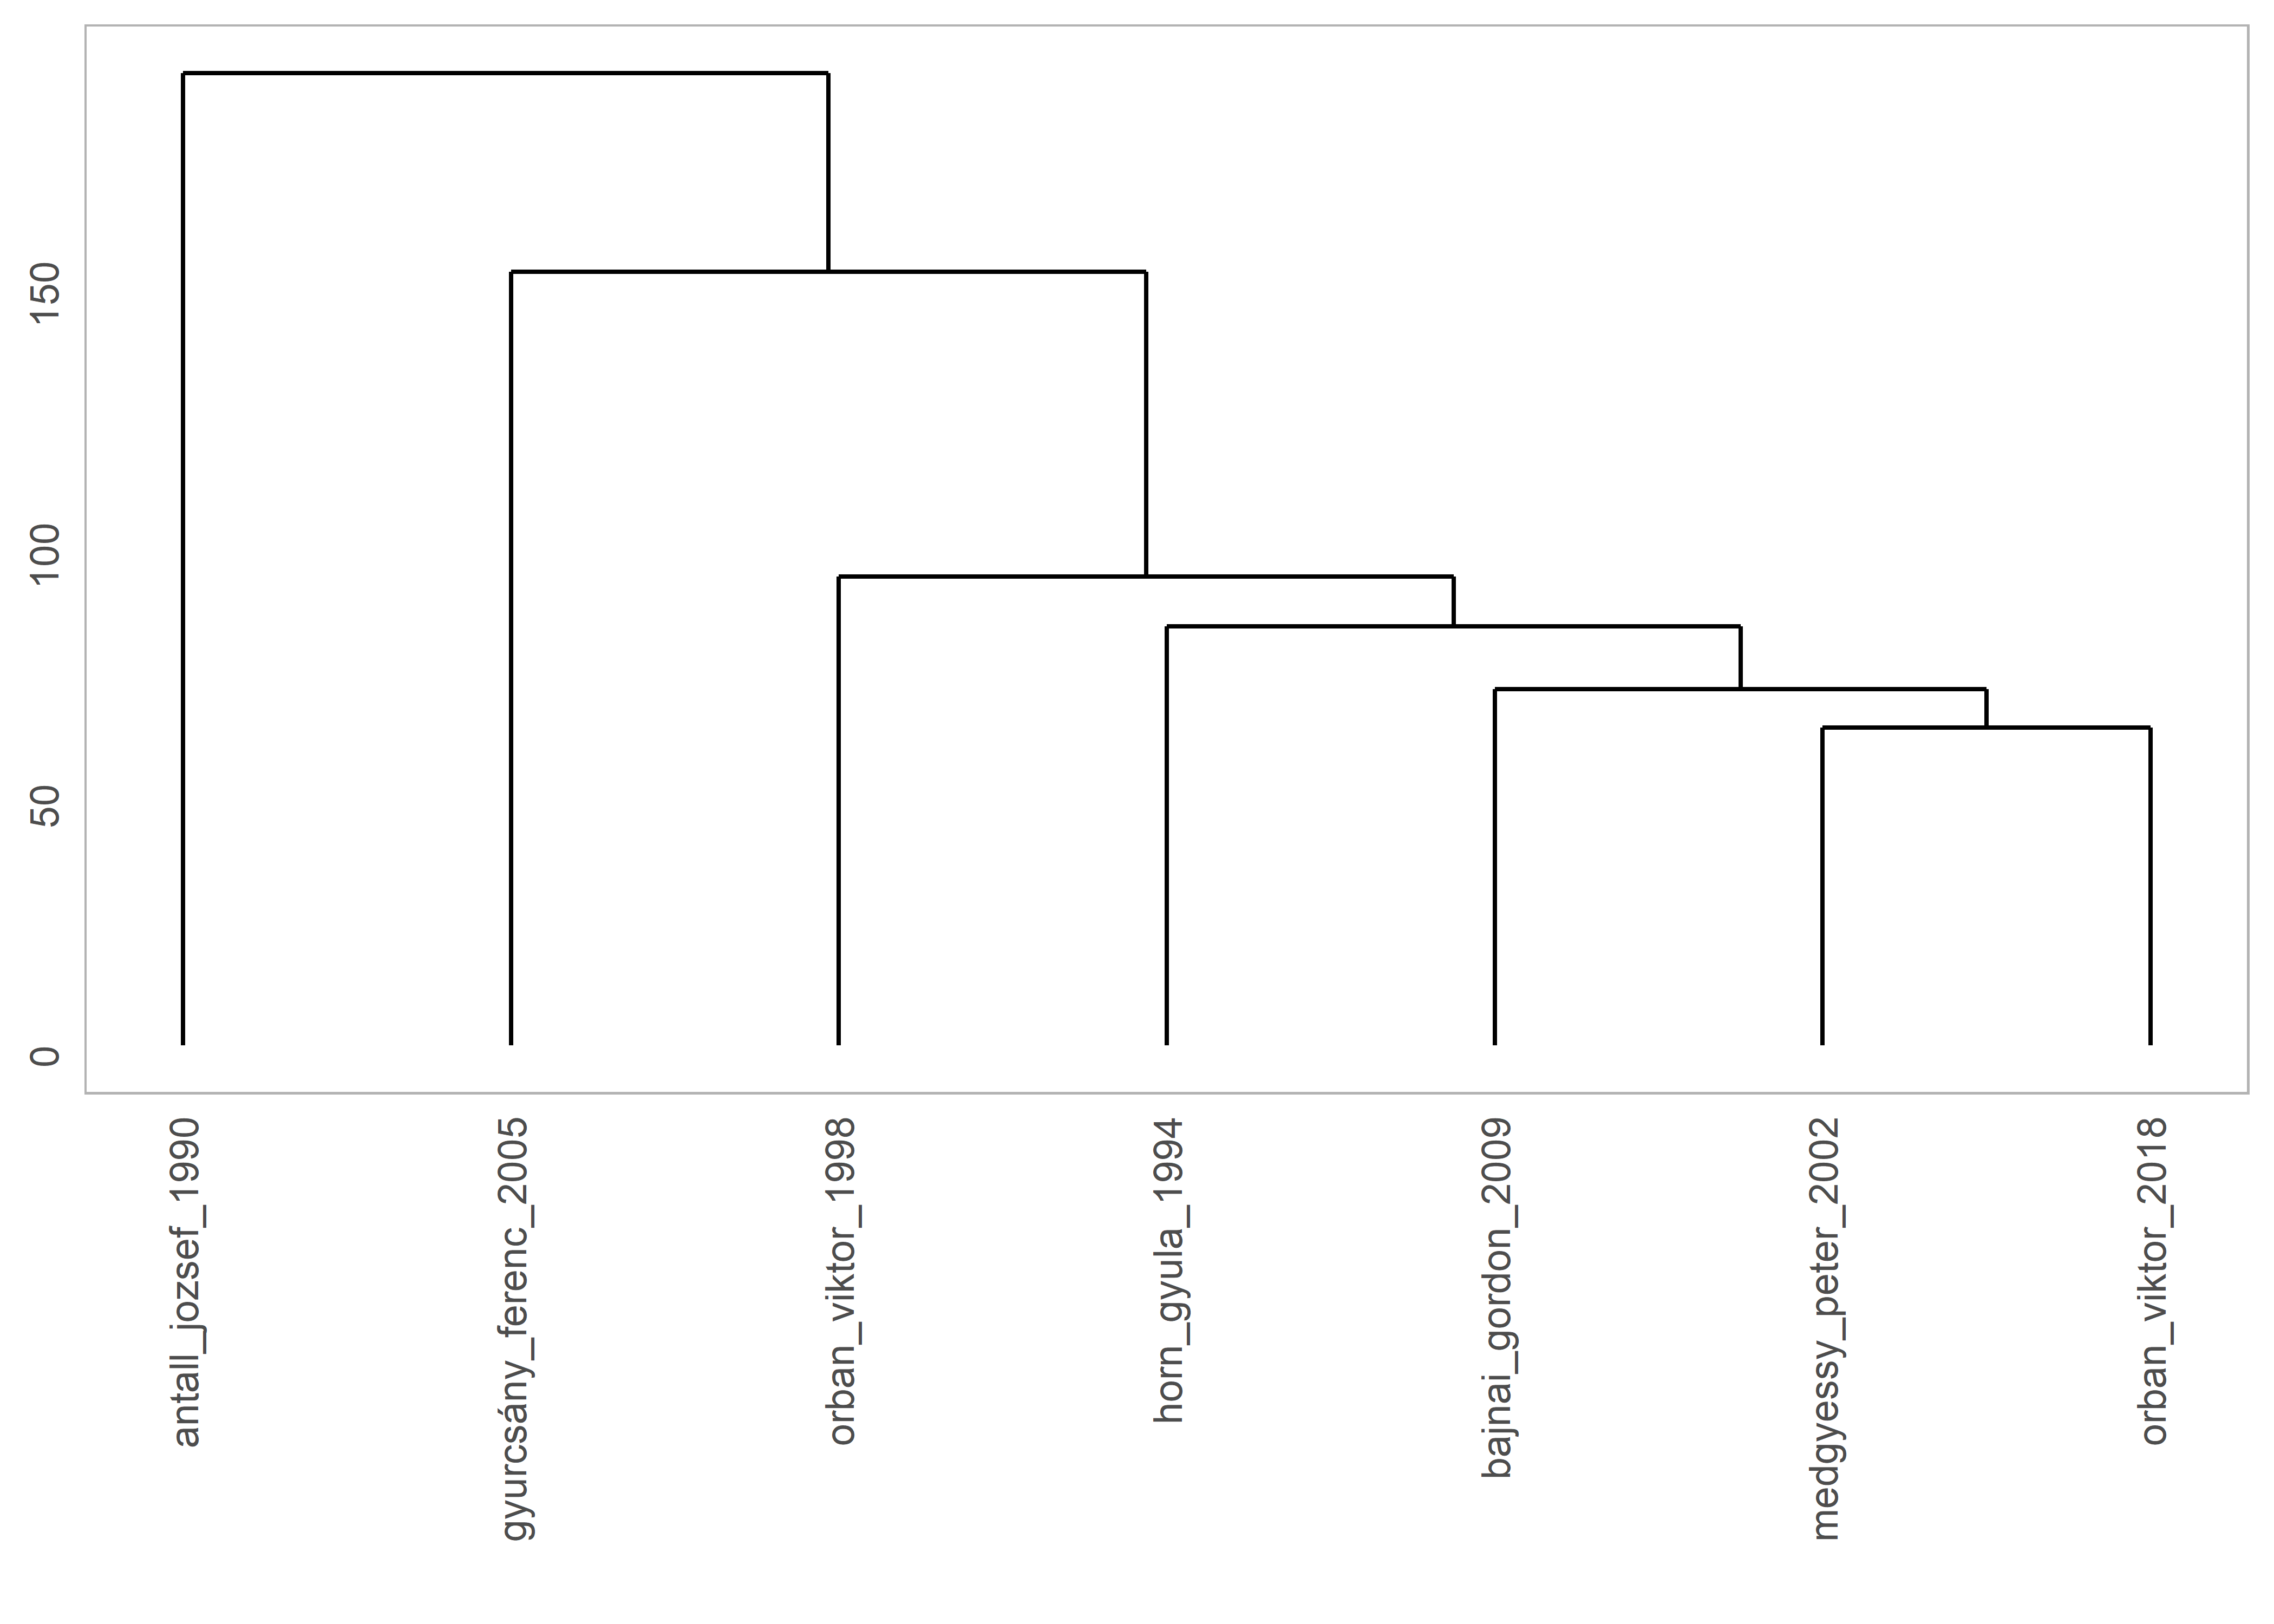 150
100
50
0
antall_jozsef_1990
gyurcsány_ferenc_2005
orban_viktor_1998
horn_gyula_1994
bajnai_gordon_2009
medgyessy_peter_2002
orban_viktor_2018